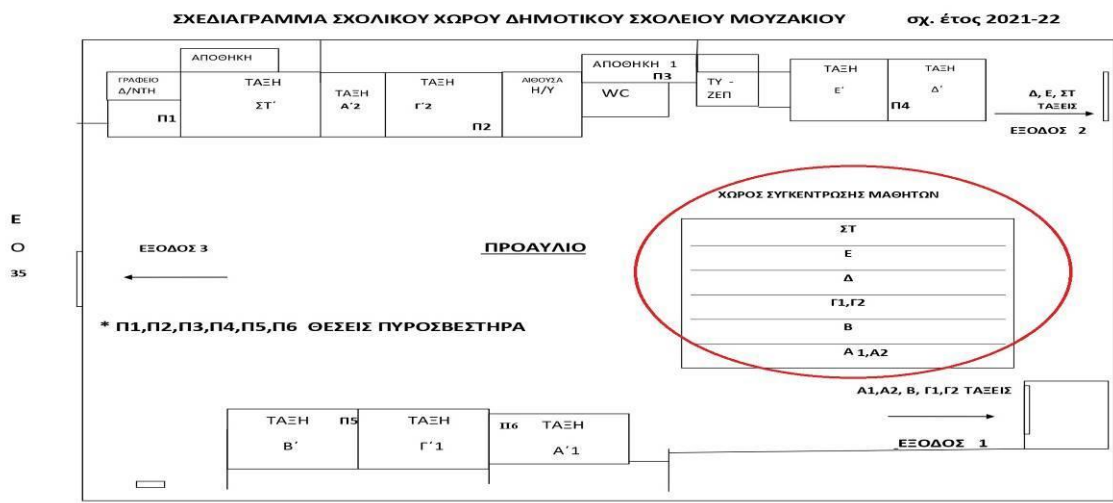 ΣΧΕΔΙΑΓΡΑΜΜΑ ΣΧΟΛΙΚΟΥ ΧΩΡΟΥ ΔΗΜΟΤΙΚΟΥ ΣΧΟΛΕΙΟΥ ΜΟΥΖΑΚΙΟΥ σχ. έτος 2021-22
ΑΠΟΘΗΚΗ
ΓΡΑΦΕΙΟ
Δ/ΝΤΗ
Π1
ΤΑΞΗ
ΣΤ΄
ΤΑΞΗ
Α΄2
ΤΑΞΗ
Γ΄2
Π2
ΑΙΘΟΥΣΑ
Η/Υ
ΑΠΟΘΗΚΗ 1
Π3
WC
ΤΥ -
ΖΕΠ
ΤΑΞΗ
Ε΄
Π4
ΤΑΞΗ
Δ΄
Δ, Ε, ΣΤ
ΤΑΞΕΙΣ
ΕΞΟΔΟΣ 2
ΧΩΡΟΣ ΣΥΓΚΕΝΤΡΩΣΗΣ ΜΑΘΗΤΩΝ
ΣΤ
Ε
Δ
Γ1,Γ2
Β
Α 1,Α2
Ε
Ο
35
ΕΞΟΔΟΣ 3
ΠΡΟΑΥΛΙΟ
* Π1,Π2,Π3,Π4,Π5,Π6 ΘΕΣΕΙΣ ΠΥΡΟΣΒΕΣΤΗΡΑ
Α1,Α2, Β, Γ1,Γ2 ΤΑΞΕΙΣ
ΕΞΟΔΟΣ 1
ΤΑΞΗ
Β΄
Π5
ΤΑΞΗ
Γ΄1
Π6
ΤΑΞΗ
Α΄1